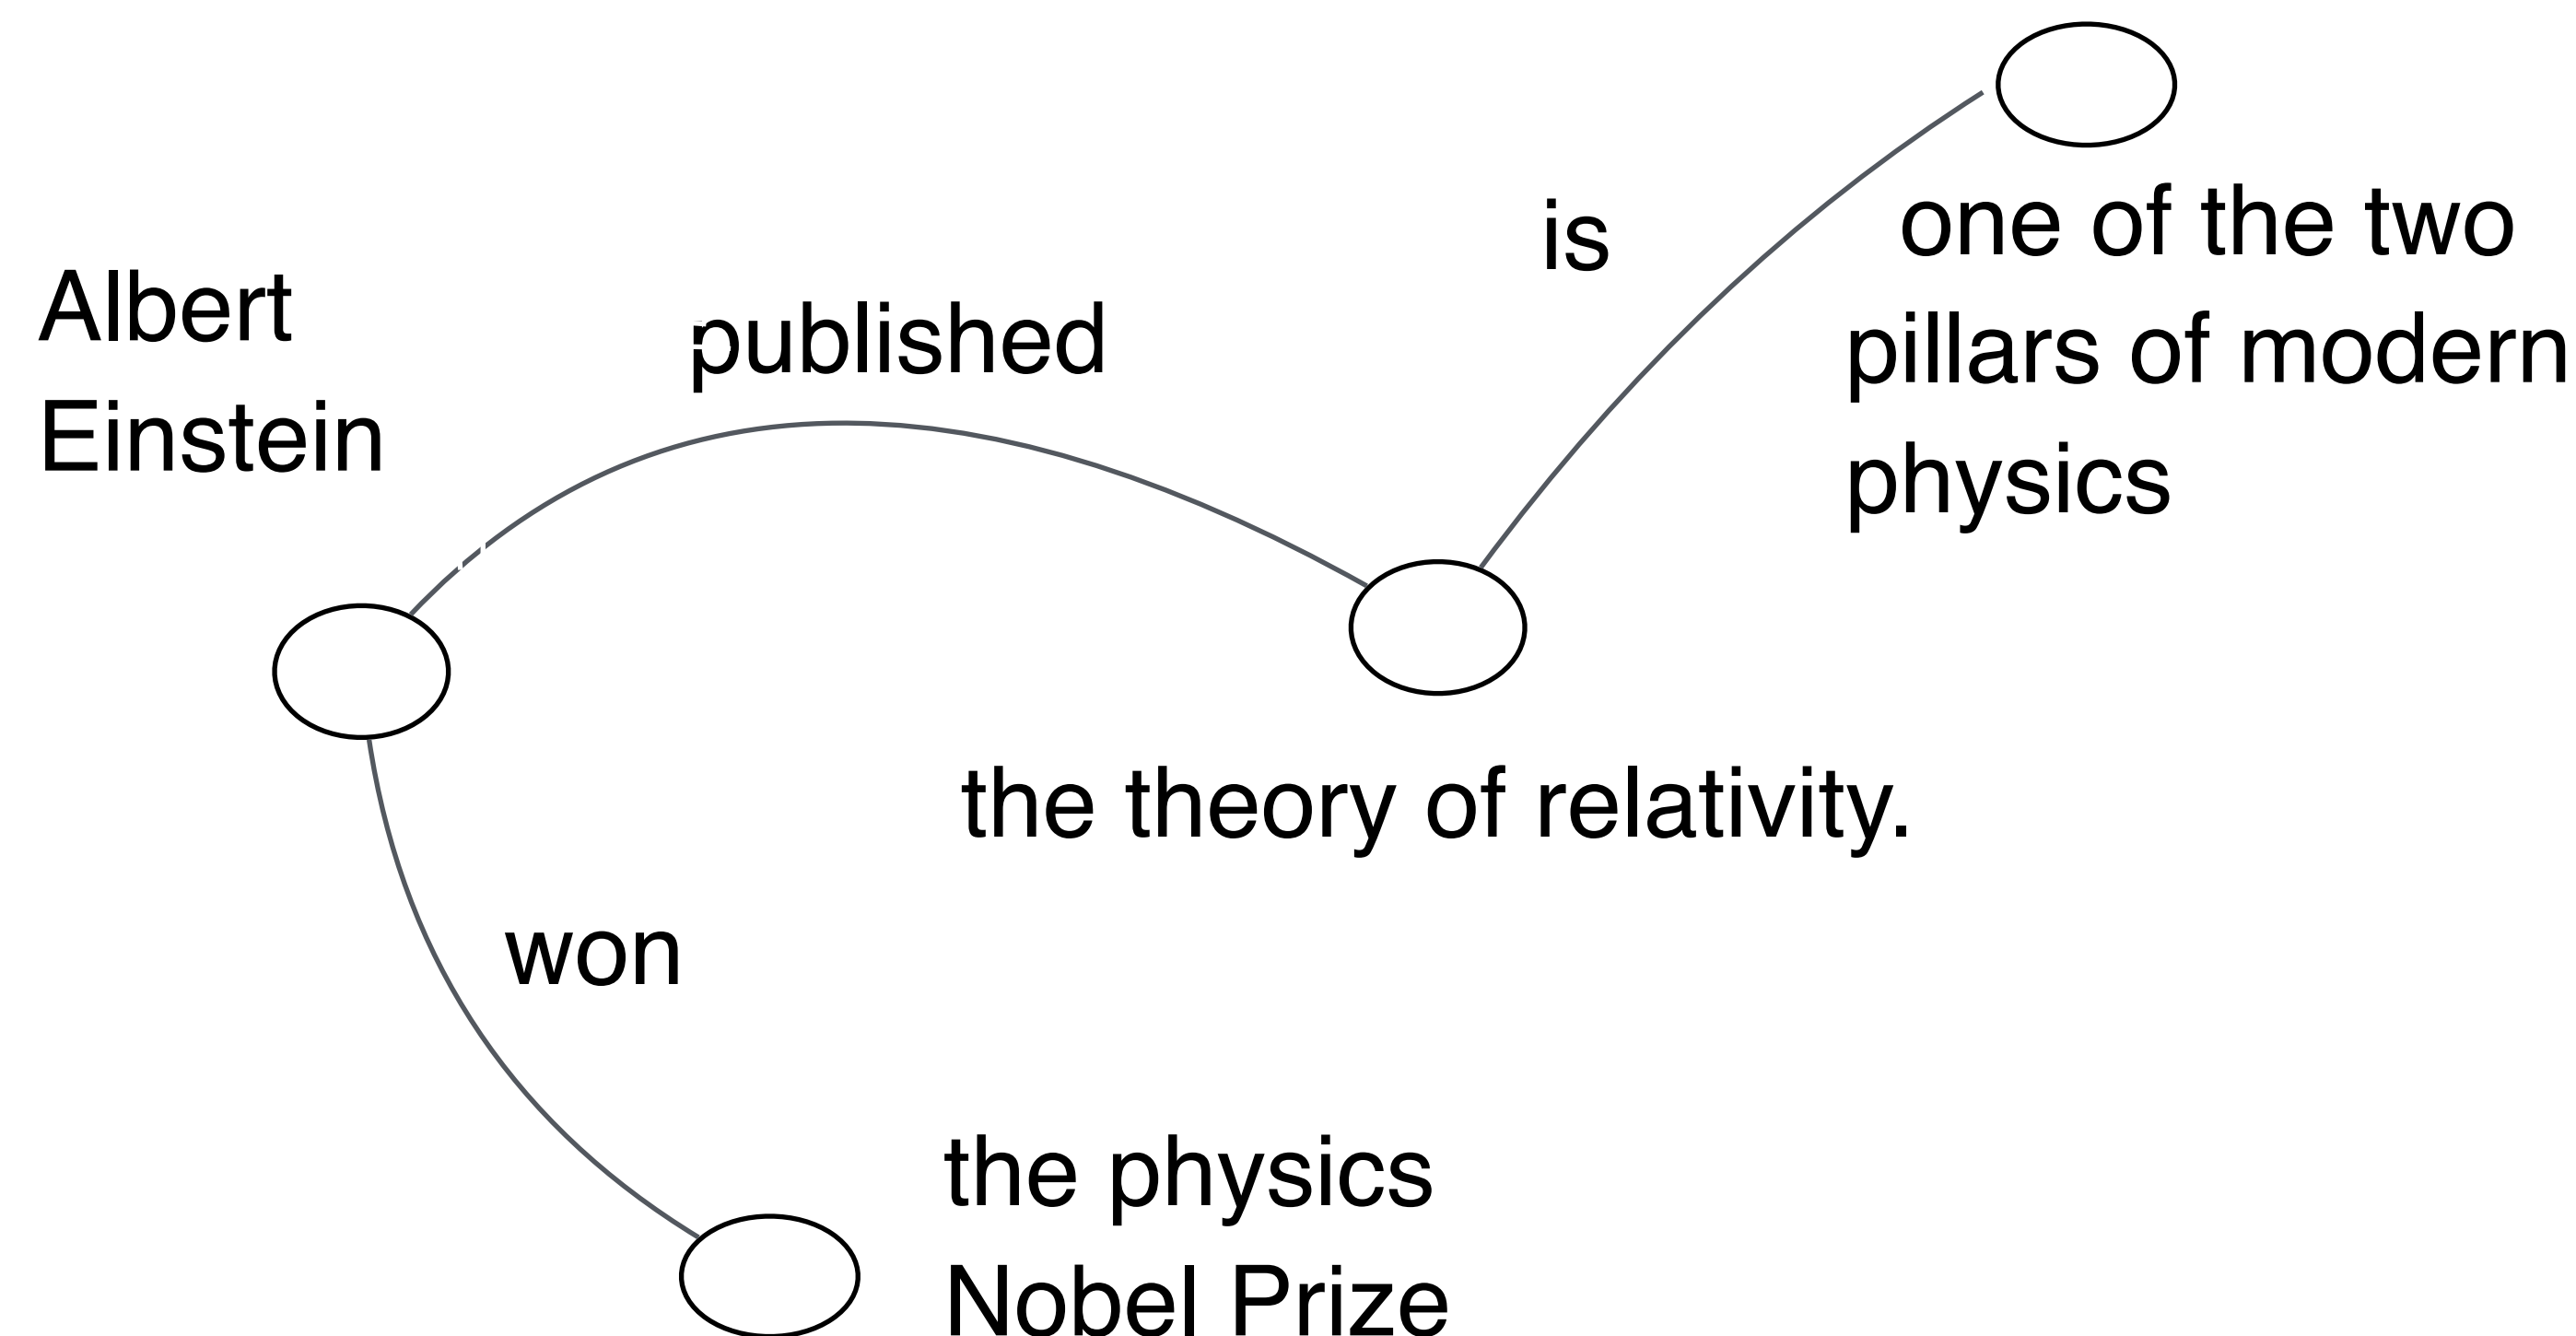 Albert
Einstein
published
is
one of the two
pillars of modern
physics
the theory of relativity.
won
the physics
Nobel Prize